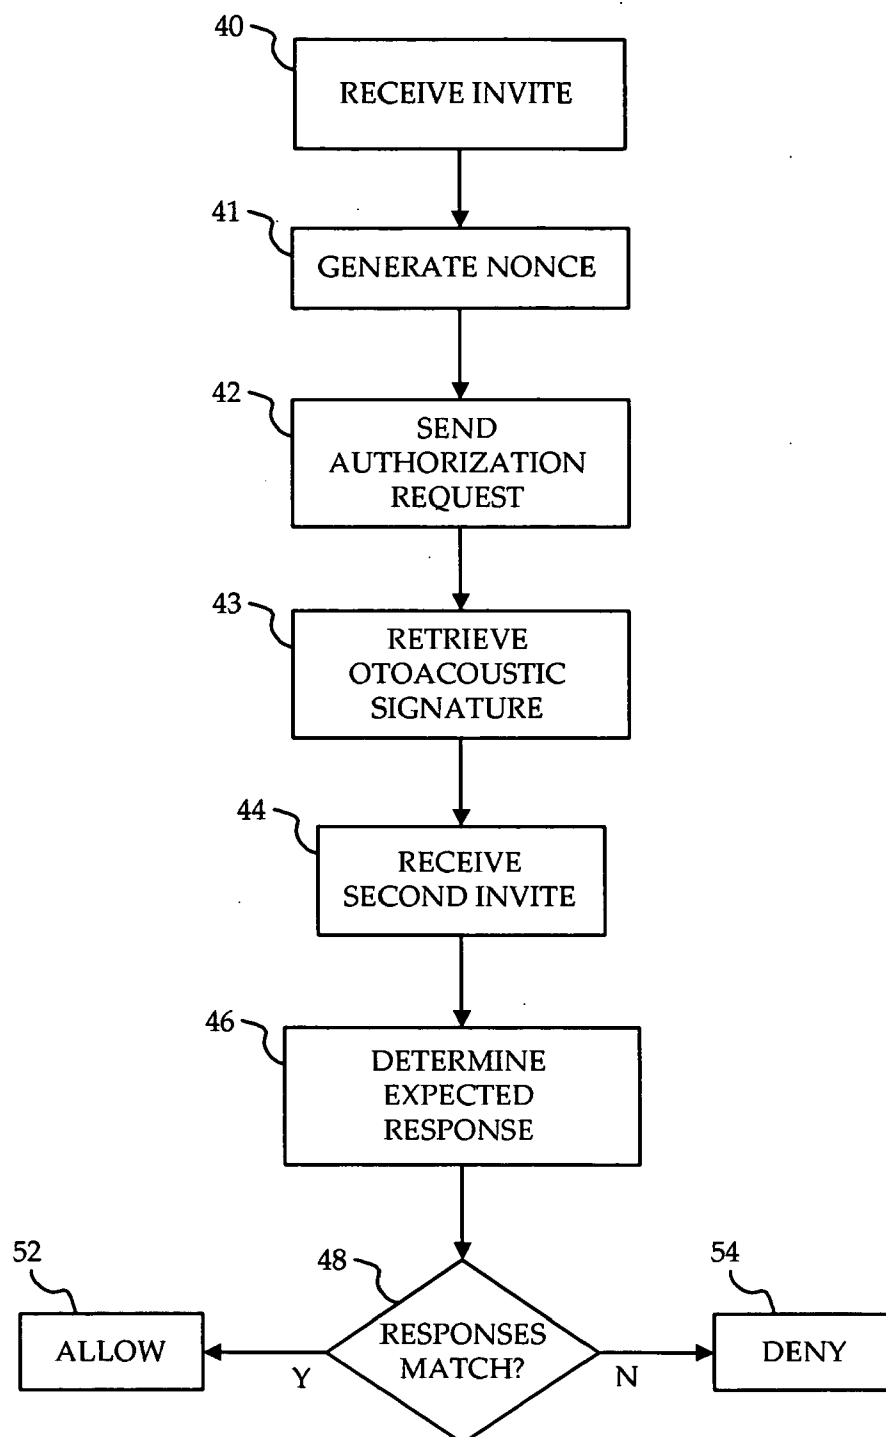 40
RECEIVE INVITE
41
GENERATE NONCE
42
SEND
AUTHORIZATION
REQUEST
43
RETRIEVE
OTOACOUSTIC
SIGNATURE
44
RECEIVE
SECOND INVITE
46
DETERMINE
EXPECTED
RESPONSE
52
48
54
ALLOW
Y
RESPONSES
MATCH?
N
DENY